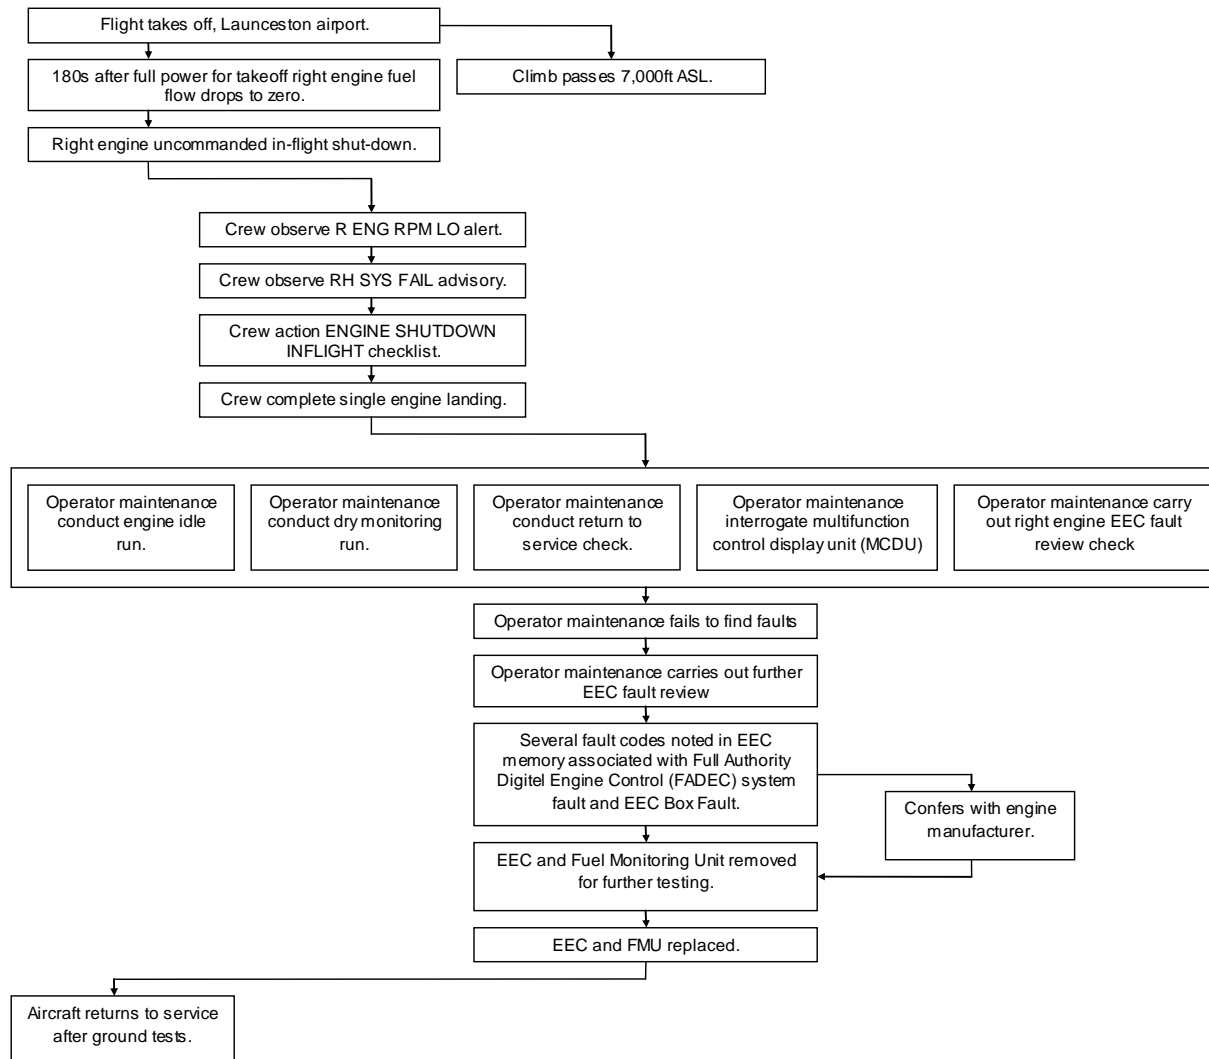 Flight takes off, Launceston airport.
180s after full power for takeoff right engine fuel
flow drops to zero.
Climb passes 7,000ft ASL.
Right engine uncommanded in-flight shut-down.
Crew observe R ENG RPM LO alert.
Crew observe RH SYS FAIL advisory.
Crew action ENGINE SHUTDOWN
INFLIGHT checklist.
Crew complete single engine landing.
Operator maintenance
conduct engine idle
run.
Operator maintenance
conduct dry monitoring
run.
Operator maintenance
conduct return to
service check.
Operator maintenance
interrogate multifunction
control display unit (MCDU)
Operator maintenance carry
out right engine EEC fault
review check
Operator maintenance fails to find faults
Operator maintenance carries out further
EEC fault review
Several fault codes noted in EEC
memory associated with Full Authority
Digitel Engine Control (FADEC) system
fault and EEC Box Fault.
Confers with engine
manufacturer.
EEC and Fuel Monitoring Unit removed
for further testing.
EEC and FMU replaced.
Aircraft returns to service
after ground tests.